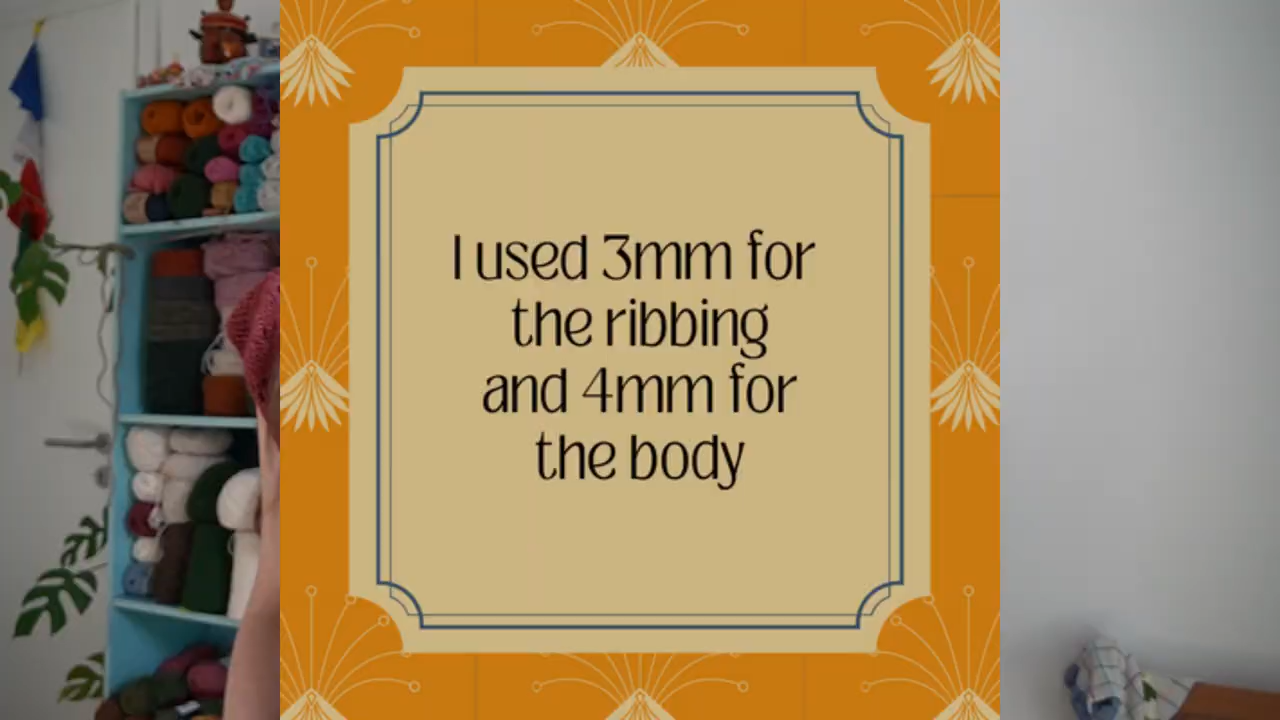 I used 3mm for
the ribbing
and 4mm for
the body